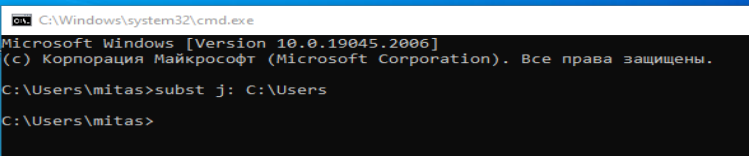 C:\Windows\system32\cmd.exe
Microsoft Windows [Version 10.0.19045.2006]
(c) Корпорация Майкрософт (Microsoft Corporation). Все права защищены.
C:\Users\mitas>subst j: C:\Users
C:\Users\mitas>